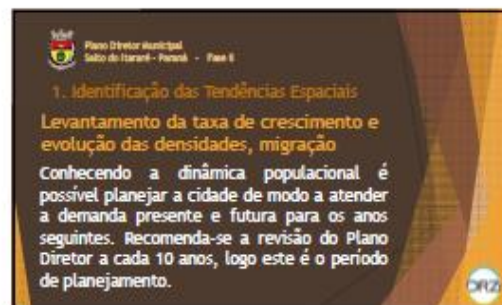 Plano Diretor Municipal
Salto do Itararé - Paraná - Fase II
1. Identificação das Tendências Espaciais
Levantamento da taxa de crescimento e
evolução das densidades, migração
Conhecendo a dinâmica populacional é
possível planejar a cidade de modo a atender
a demanda presente e futura para os anos
seguintes. Recomenda-se a revisão do Plano
Diretor a cada 10 anos, logo este é o período
de planejamento.
DRZ